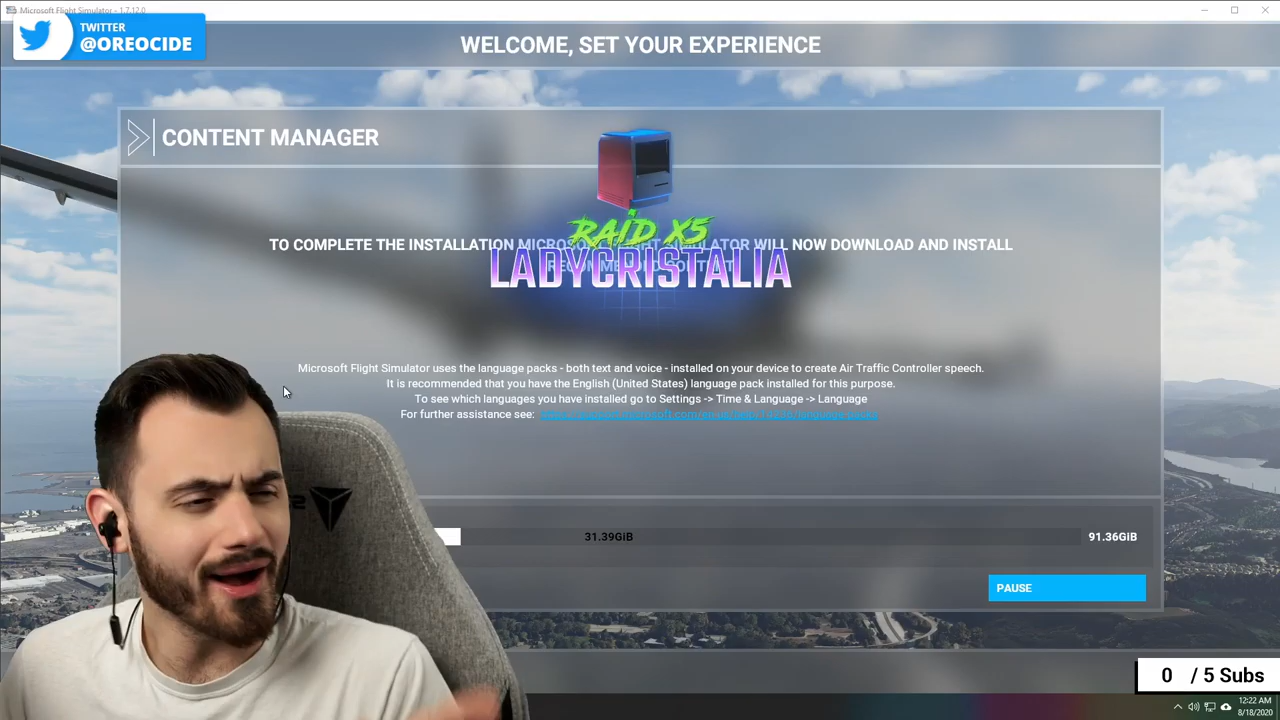 Microsoft Flight Simulator - 1.7.12.0
TWITTER
@OREOCIDE
WELCOME, SET YOUR EXPERIENCE
CONTENT MANAGER
RAID X5
LADYCRISTALIA
TO COMPLETE THE INSTALLATION MICROSOFT FLIGHT SIMULATOR WILL NOW DOWNLOAD AND INSTALL
RECOMMENDED CONTENT
Microsoft Flight Simulator uses the language packs - both text and voice - installed on your device to create Air Traffic Controller speech.
It is recommended that you have the English (United States) language pack installed for this purpose.
To see which languages you have installed go to Settings -> Time & Language -> Language
For further assistance see:
31.39GiB
91.36GiB
PAUSE
0 / 5 Subs
12:22 AM
8/18/2020